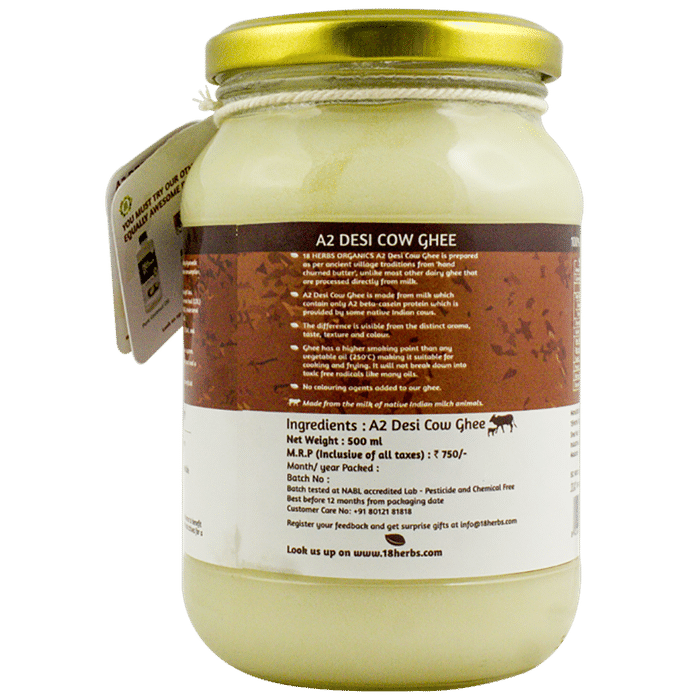 YOU MUST TRY OUR OTH
EQUALLY AWESOME
A2 DESI COW GHEE
18 HERBS ORGANICS A2 Desi Cow Ghee is prepared
as per ancient village traditions from 'hand
churned butter', unlike most other dairy ghee that
are processed directly from milk.
A2 Desi Cow Ghee is made from milk which
contain only A2 beta-casein protein which is
provided by some native Indian cows.
The difference is visible from the distinct aroma,
taste, texture and colour.
Ghee has a higher smoking point than any
vegetable oil (250°C) making it suitable for
cooking and frying. It will not break down into
toxic free radicals like many oils.
No colouring agents added to our ghee.
Made from the milk of native Indian milch animals.
Ingredients : A2 Desi Cow Ghee
Net Weight : 500 ml
M.R.P (Inclusive of all taxes) : ₹ 750/-
Month/ year Packed :
Batch No :
Batch tested at NABL accredited Lab - Pesticide and Chemical Free
Best before 12 months from packaging date
Customer Care No: +91 80121 81818
Register your feedback and get surprise gifts at info@18herbs.com
Look us up on www.18herbs.com